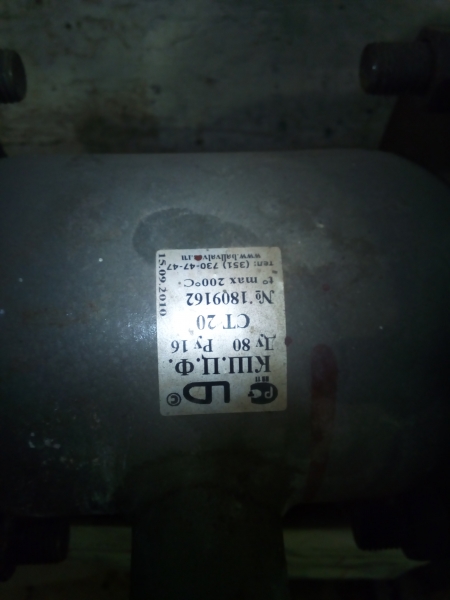 LD ©
КШ.Ц.Ф.
Ду 80 Ру 16
СТ 20
№ 1809162
t° max 200°C
тел: (351) 730-47-47
www.ballvalve.ru
15.09.2010